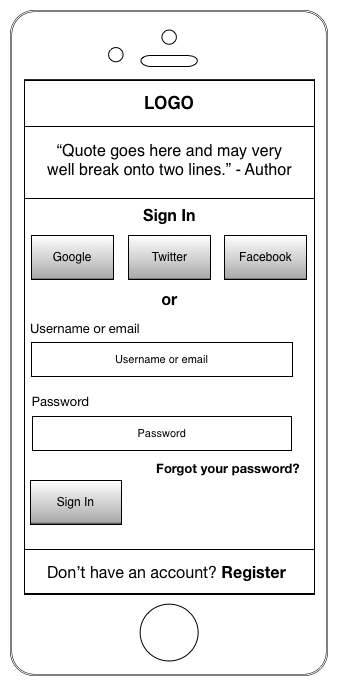 LOGO
“Quote goes here and may very
well break onto two lines.” - Author
Sign In
Google Twitter Facebook
or
Username or email
Username or email
Password
Password
Forgot your password?
Sign In
Don’t have an account? Register